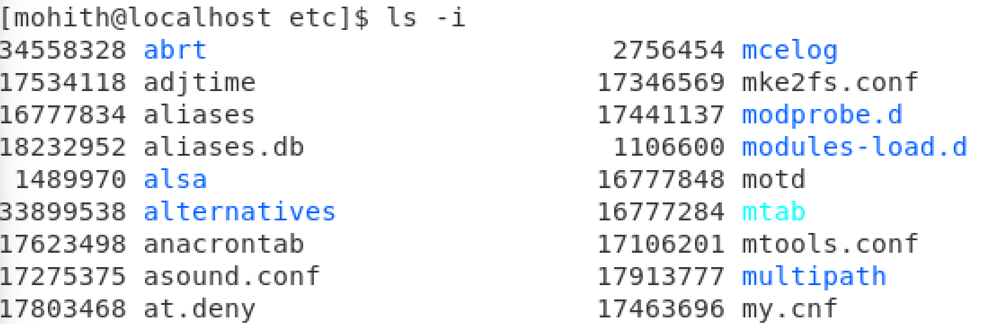 [mohith@localhost etc]$ ls -i
34558328 abrt 2756454 mcelog
17534118 adjtime 17346569 mke2fs.conf
16777834 aliases 17441137 modprobe.d
18232952 aliases.db 1106600 modules-load.d
1489970 alsa 16777848 motd
33899538 alternatives 16777284 mtab
17623498 anacrontab 17106201 mtools.conf
17275375 asound.conf 17913777 multipath
17803468 at.deny 17463696 my.cnf